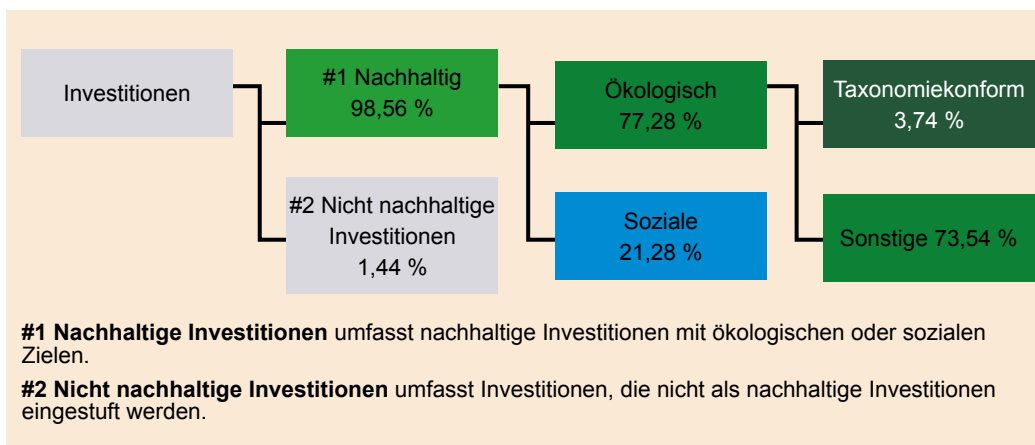 Investitionen
#1 Nachhaltig
98,56 %
#2 Nicht nachhaltige
Investitionen
1,44 %
Ökologisch
77,28 %
Soziale
21,28 %
Taxonomiekonform
3,74 %
Sonstige 73,54 %
#1 Nachhaltige Investitionen umfasst nachhaltige Investitionen mit ökologischen oder sozialen
Zielen.
#2 Nicht nachhaltige Investitionen umfasst Investitionen, die nicht als nachhaltige Investitionen
eingestuft werden.